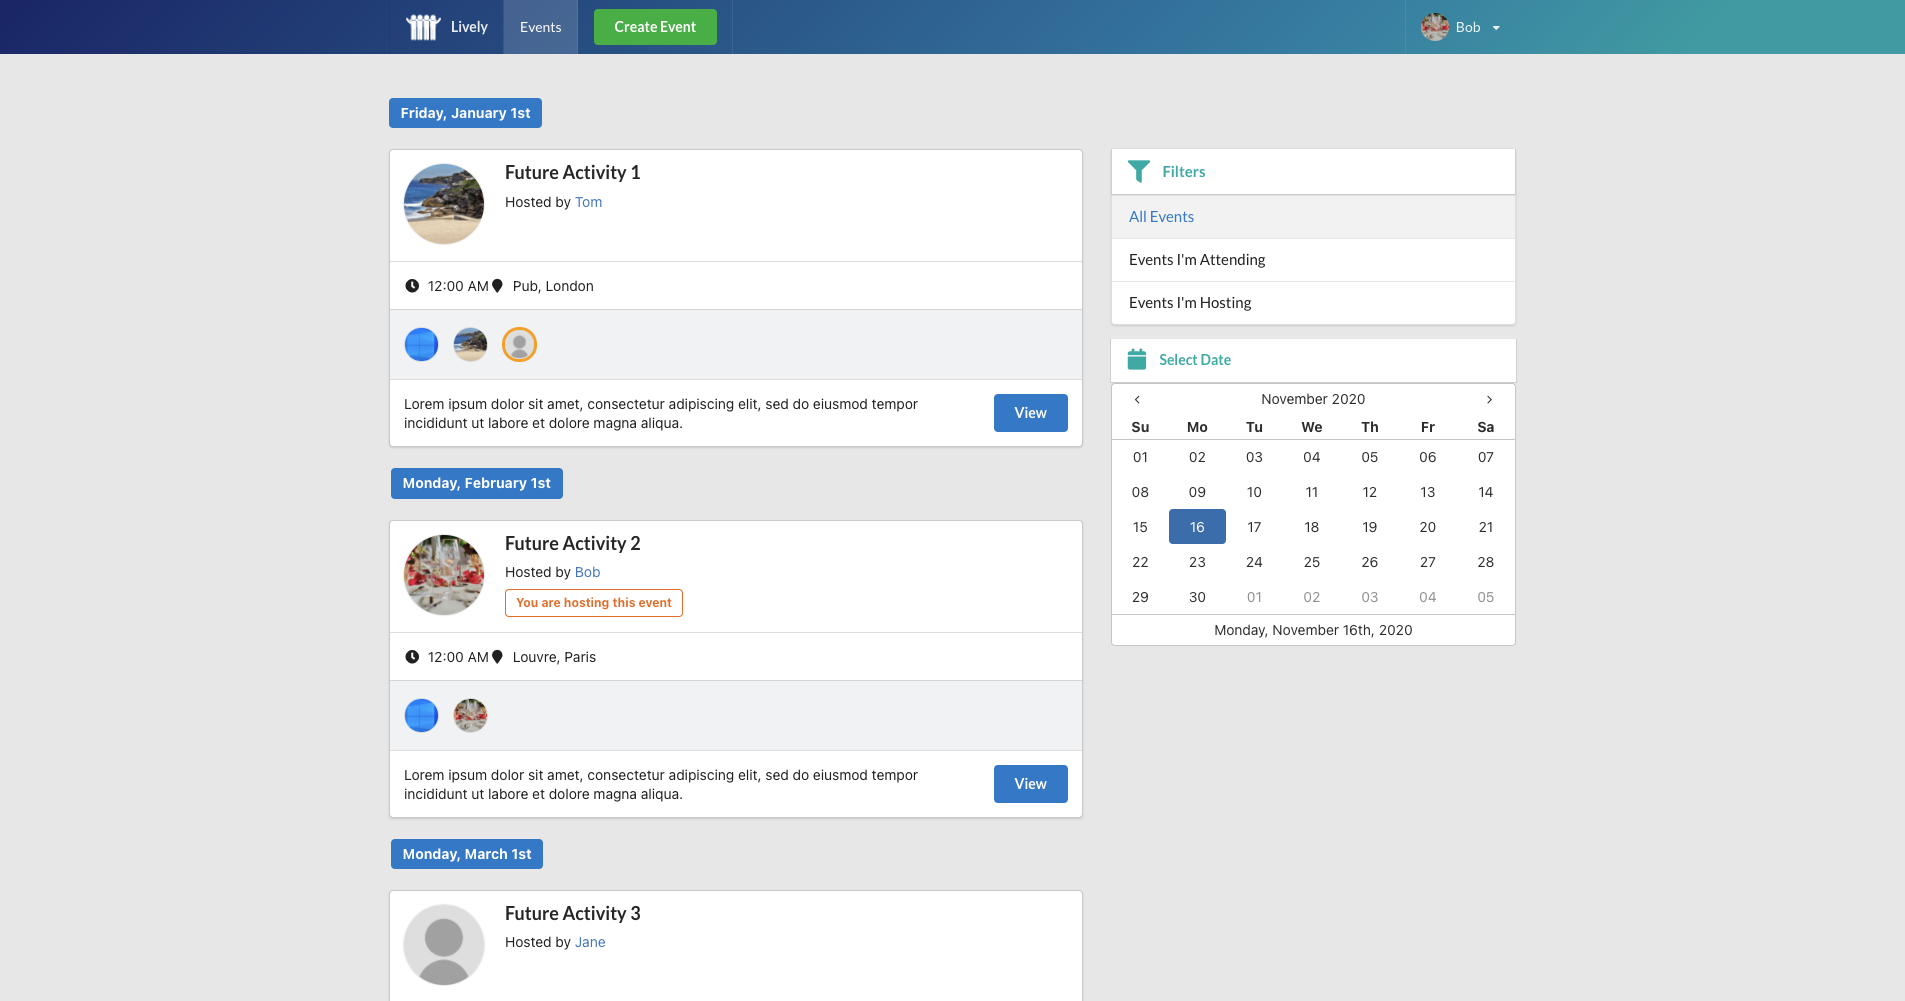 Lively Events Create Event Bob
Friday, January 1st
Future Activity 1
Hosted by Tom
12:00 AM Pub, London
Lorem ipsum dolor sit amet, consectetur adipiscing elit, sed do eiusmod tempor
incididunt ut labore et dolore magna aliqua.
View
Monday, February 1st
Future Activity 2
Hosted by Bob
You are hosting this event
12:00 AM Louvre, Paris
Lorem ipsum dolor sit amet, consectetur adipiscing elit, sed do eiusmod tempor
incididunt ut labore et dolore magna aliqua.
View
Monday, March 1st
Future Activity 3
Hosted by Jane
Filters
All Events
Events I'm Attending
Events I'm Hosting
Select Date
‹ November 2020 ›
Su Mo Tu We Th Fr Sa
01 02 03 04 05 06 07
08 09 10 11 12 13 14
15 16 17 18 19 20 21
22 23 24 25 26 27 28
29 30 01 02 03 04 05
Monday, November 16th, 2020